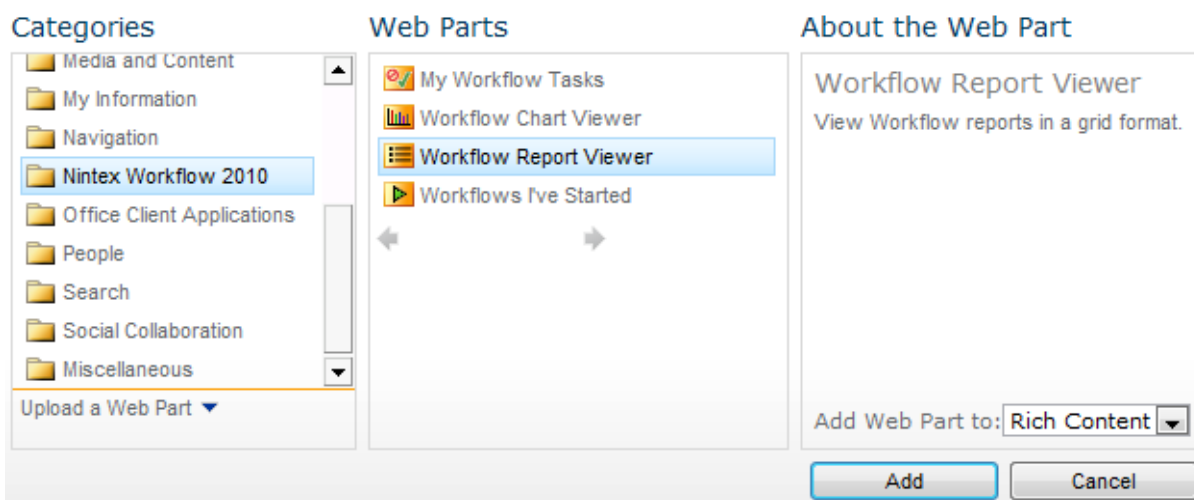 Categories
Media and Content
My Information
Navigation
Nintex Workflow 2010
Office Client Applications
People
Search
Social Collaboration
Miscellaneous
Upload a Web Part
Web Parts
My Workflow Tasks
Workflow Chart Viewer
Workflow Report Viewer
Workflows I've Started
About the Web Part
Workflow Report Viewer
View Workflow reports in a grid format.
Add Web Part to: Rich Content
Add Cancel